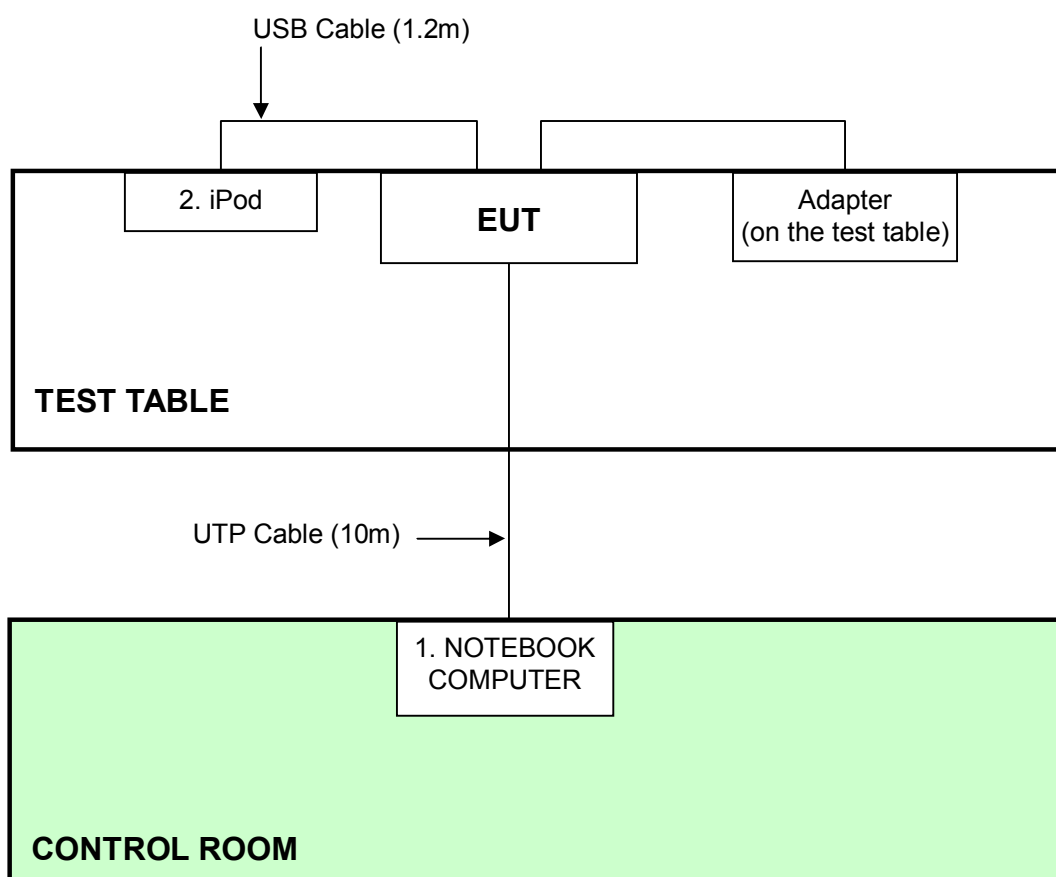 USB Cable (1.2m)
2. iPod
EUT
Adapter
(on the test table)
TEST TABLE
UTP Cable (10m)
1. NOTEBOOK
COMPUTER
CONTROL ROOM